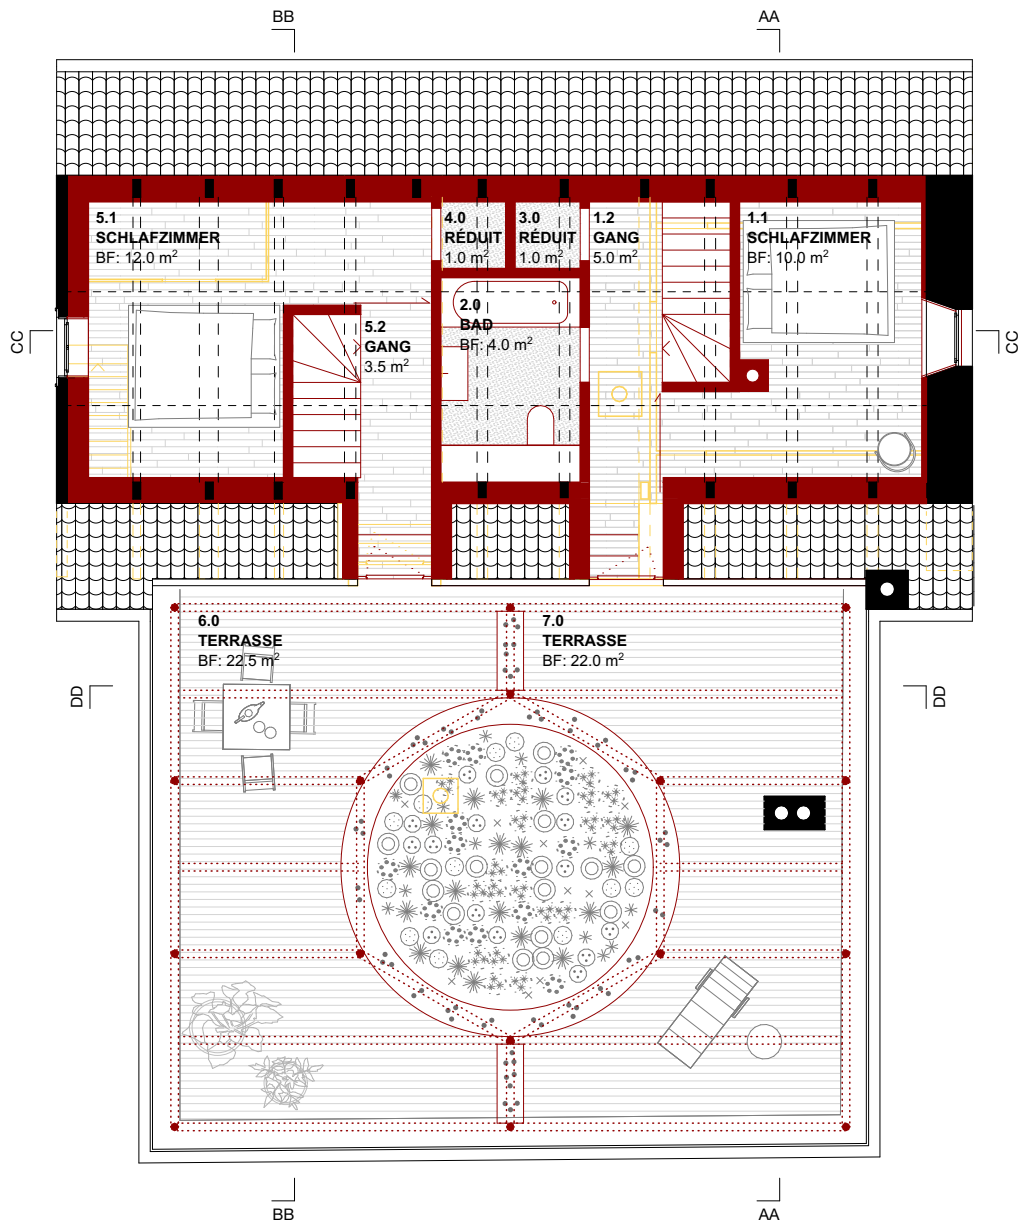 BB
AA
5.1
SCHLAFZIMMER
BF: 12.0 m²
4.0
RÉDUIT
1.0 m²
3.0
RÉDUIT
1.0 m²
1.2
GANG
5.0 m²
1.1
SCHLAFZIMMER
BF: 10.0 m²
2.0
BAD
BF: 4.0 m²
5.2
GANG
3.5 m²
CC
CC
6.0
TERRASSE
BF: 22.5 m²
7.0
TERRASSE
BF: 22.0 m²
DD
DD
BB
AA